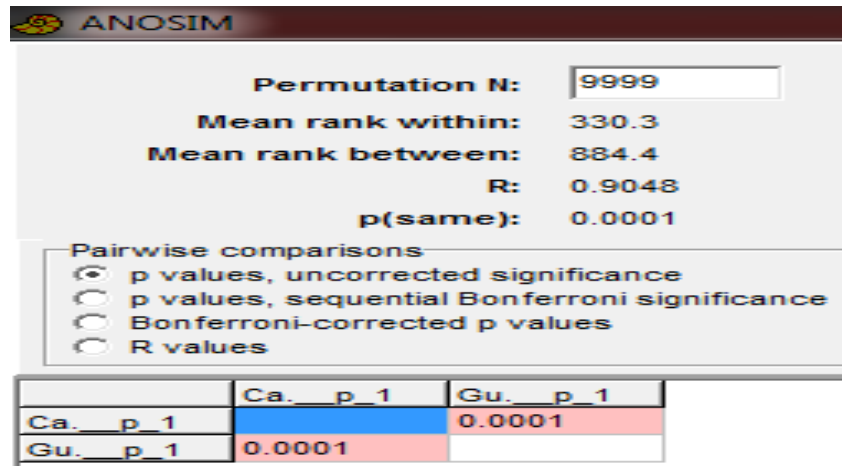 ANOSIM
Permutation N: 9999
Mean rank within: 330.3
Mean rank between: 884.4
R: 0.9048
p(same): 0.0001
Pairwise comparisons
p values, uncorrected significance
p values, sequential Bonferroni significance
Bonferroni-corrected p values
R values
Ca.__p_1 Gu.__p_1
Ca.__p_1 0.0001
Gu.__p_1 0.0001